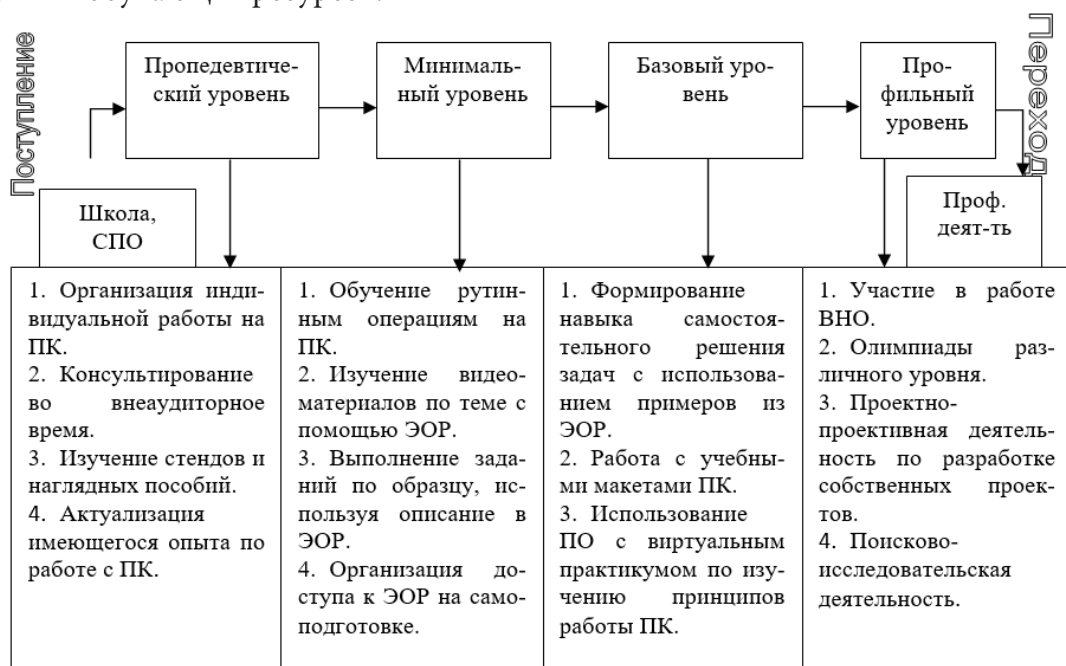 Поступление
Переход
Пропедевтиче-
ский уровень
Минималь-
ный уровень
Базовый уро-
вень
Про-
фильный
уровень
Школа,
СПО
Проф.
деят-ть
1. Организация инди-
видуальной работы на
ПК.
2. Консультирование
во внеаудиторное
время.
3. Изучение стендов и
наглядных пособий.
4. Актуализация
имеющегося опыта по
работе с ПК.
1. Обучение рутин-
ным операциям на
ПК.
2. Изучение видео-
материалов по теме с
помощью ЭОР.
3. Выполнение зада-
ний по образцу, ис-
пользуя описание в
ЭОР.
4. Организация до-
ступа к ЭОР на само-
подготовке.
1. Формирование
навыка самостоя-
тельного решения
задач с использова-
нием примеров из
ЭОР.
2. Работа с учебны-
ми макетами ПК.
3. Использование
ПО с виртуальным
практикумом по изу-
чению принципов
работы ПК.
1. Участие в работе
ВНО.
2. Олимпиады раз-
личного уровня.
3. Проектно-
проективная деятель-
ность по разработке
собственных проек-
тов.
4. Поисково-
исследовательская
деятельность.